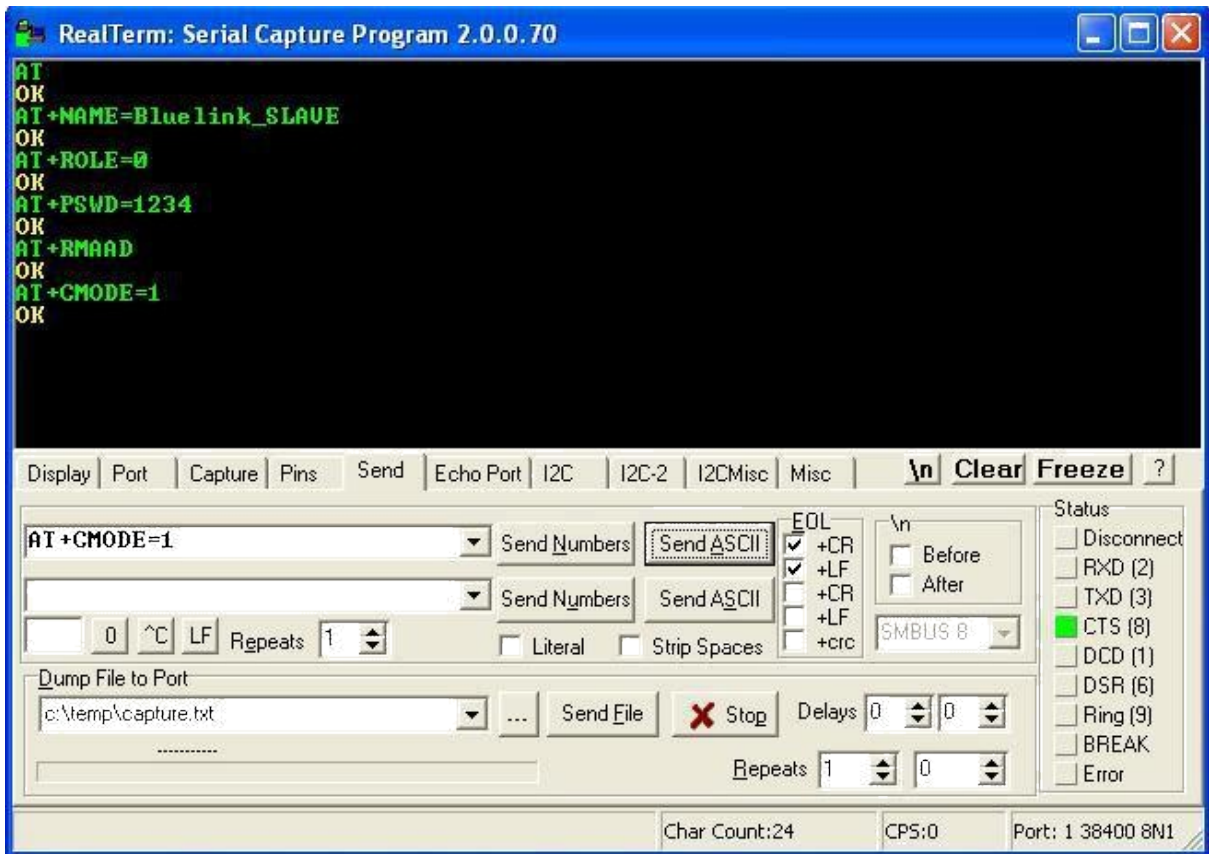 RealTerm: Serial Capture Program 2.0.0.70
AT
OK
AT+NAME=Bluelink_SLAVE
OK
AT+ROLE=0
OK
AT+PSWD=1234
OK
AT+RMAAD
OK
AT+CMODE=1
OK
Display Port Capture Pins Send Echo Port I2C I2C-2 I2CMisc Misc \n Clear Freeze ?
AT+CMODE=1 Send Numbers Send ASCII
Send Numbers Send ASCII
0 ^C LF Repeats 1 Literal Strip Spaces
EOL
+CR
+LF
+CR
+LF
+crc
\n
Before
After
SMBUS 8
Dump File to Port
c:\temp\capture.txt ... Send File Stop Delays 0 0
-----------
Repeats 1 0
Status
Disconnect
RXD (2)
TXD (3)
CTS (8)
DCD (1)
DSR (6)
Ring (9)
BREAK
Error
Char Count:24 CPS:0 Port: 1 38400 8N1